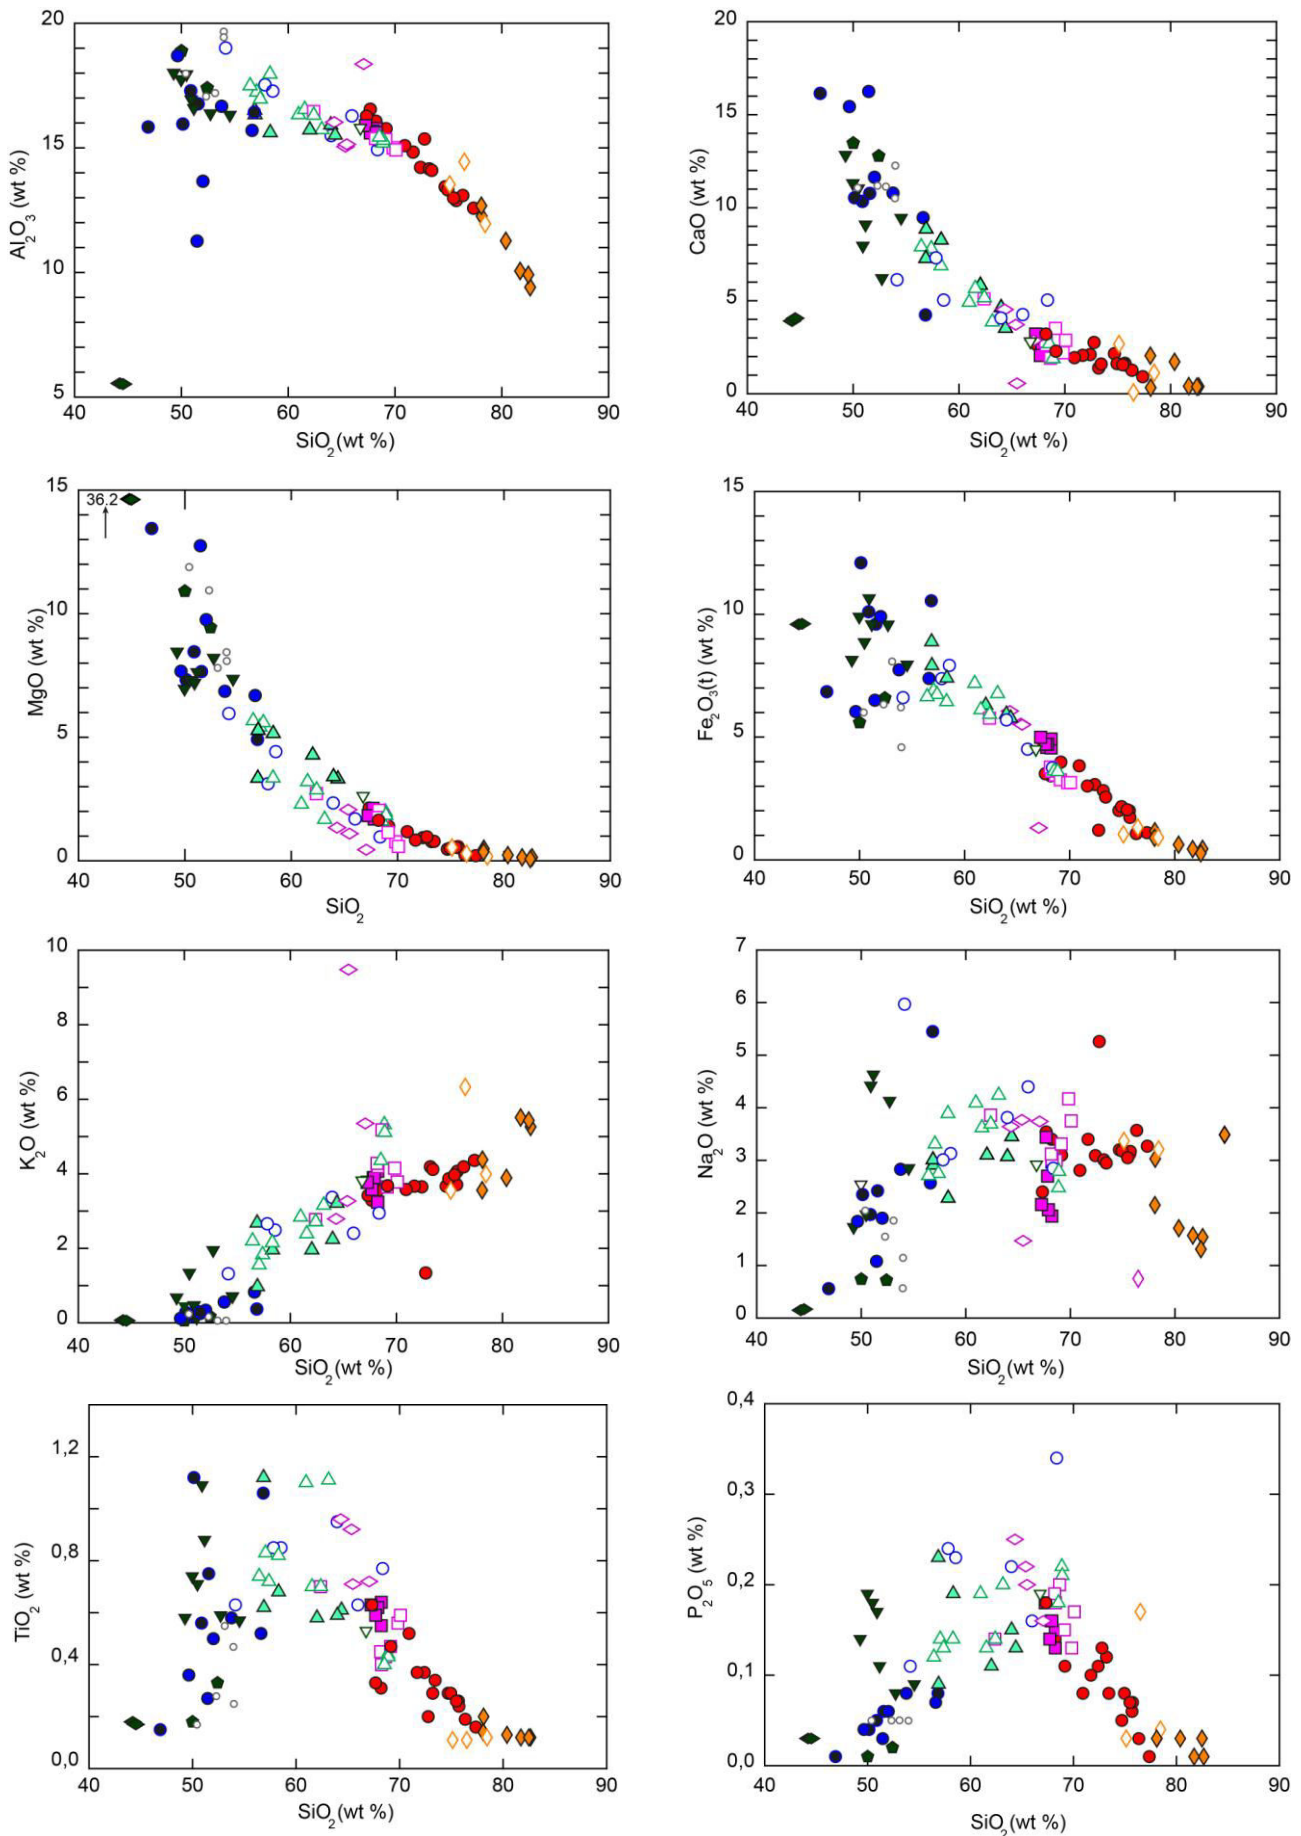 20
15
10
5
Al2O3 (wt %)
40 50 60 70 80 90
SiO2(wt %)
20
15
10
5
0
CaO (wt %)
40 50 60 70 80 90
SiO2(wt %)
15
36.2
10
5
0
MgO (wt %)
40 50 60 70 80 90
SiO2
15
10
5
0
Fe2O3(t) (wt %)
40 50 60 70 80 90
SiO2(wt %)
10
8
6
4
2
0
K2O (wt %)
40 50 60 70 80 90
SiO2(wt %)
7
6
5
4
3
2
1
0
Na2O (wt %)
40 50 60 70 80 90
SiO2(wt %)
1,2
0,8
0,4
0,0
TiO2 (wt %)
40 50 60 70 80 90
SiO2(wt %)
0,4
0,3
0,2
0,1
0,0
P2O5 (wt %)
40 50 60 70 80 90
SiO2(wt %)